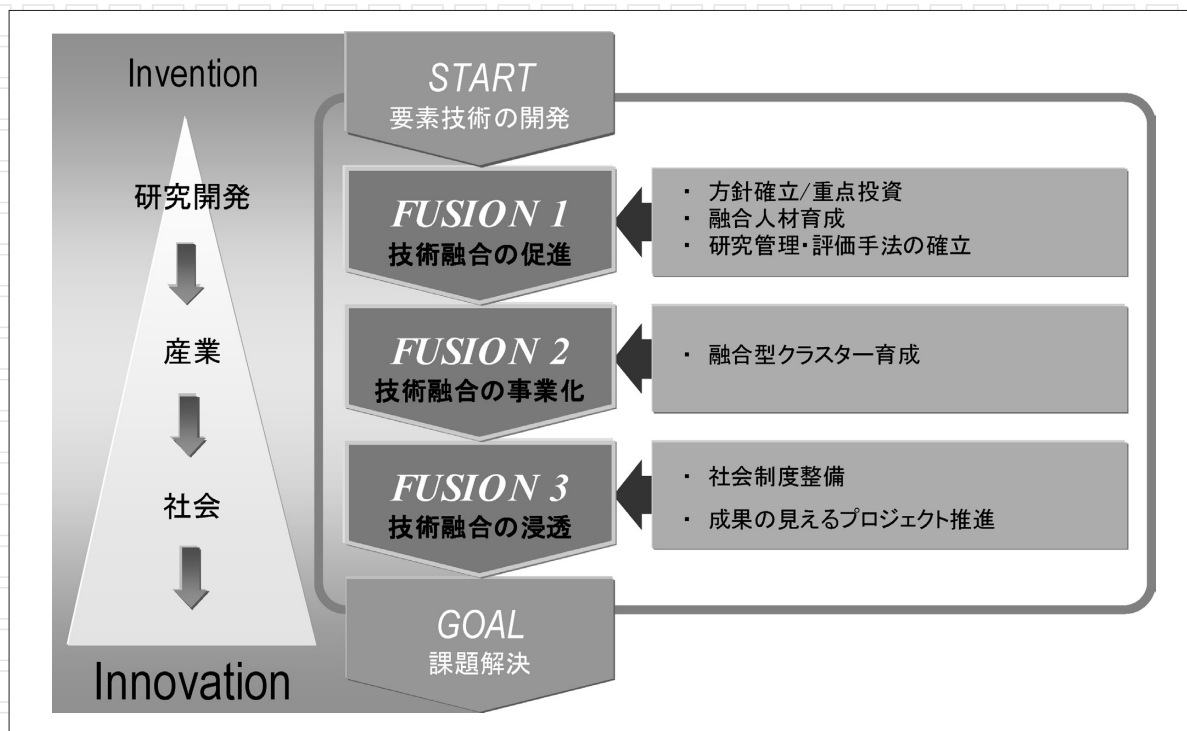 Invention
研究開発
産業
社会
Innovation
START
要素技術の開発
FUSION 1
技術融合の促進
・ 方針確立/重点投資
・ 融合人材育成
・ 研究管理・評価手法の確立
FUSION 2
技術融合の事業化
・ 融合型クラスター育成
FUSION 3
技術融合の浸透
・ 社会制度整備
・ 成果の見えるプロジェクト推進
GOAL
課題解決